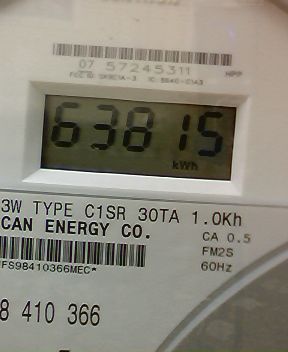 07 57245311
HPP
63815
kWh
3W TYPE C1SR 30TA 1.0Kh
CAN ENERGY CO.
CA 0.5
FM2S
60Hz
FS98410366MEC*
8 410 366